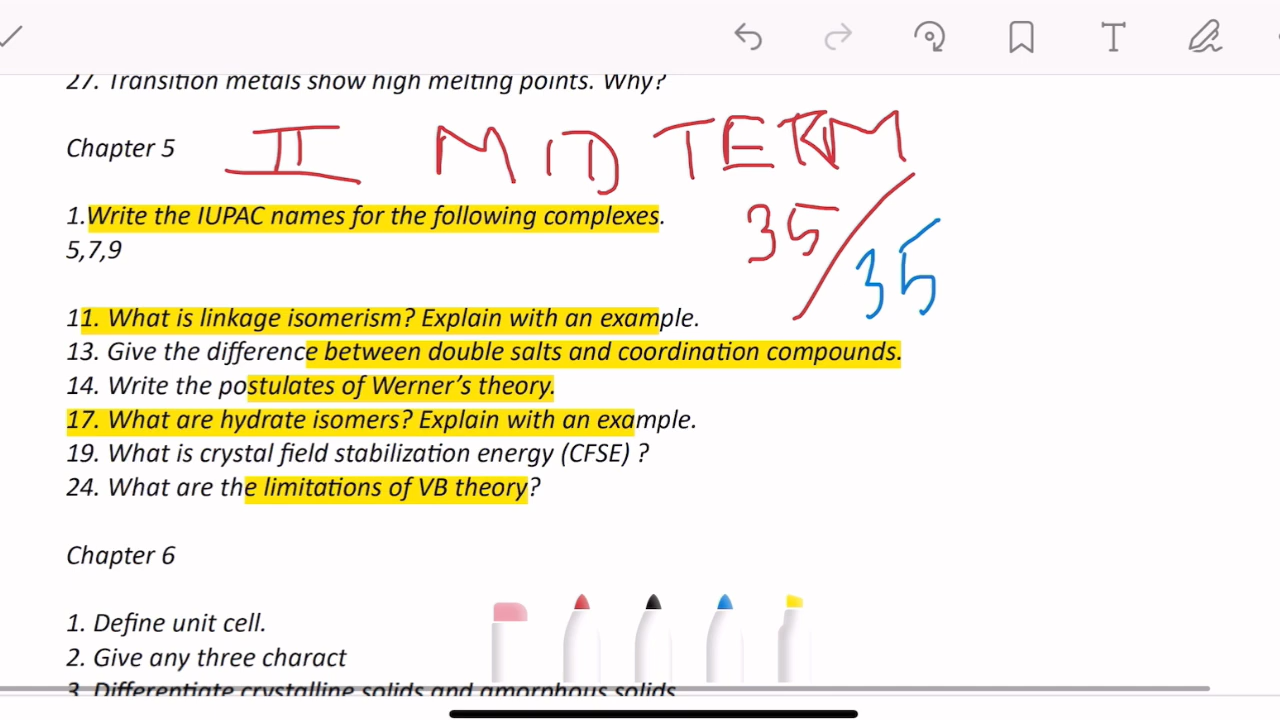 27. Transition metals show high melting points. Why?
Chapter 5 II MID TERM
1.Write the IUPAC names for the following complexes.
5,7,9
35/35
11. What is linkage isomerism? Explain with an example.
13. Give the difference between double salts and coordination compounds.
14. Write the postulates of Werner’s theory.
17. What are hydrate isomers? Explain with an example.
19. What is crystal field stabilization energy (CFSE) ?
24. What are the limitations of VB theory?
Chapter 6
1. Define unit cell.
2. Give any three charact
3. Differentiate crystalline solids and amorphous solids